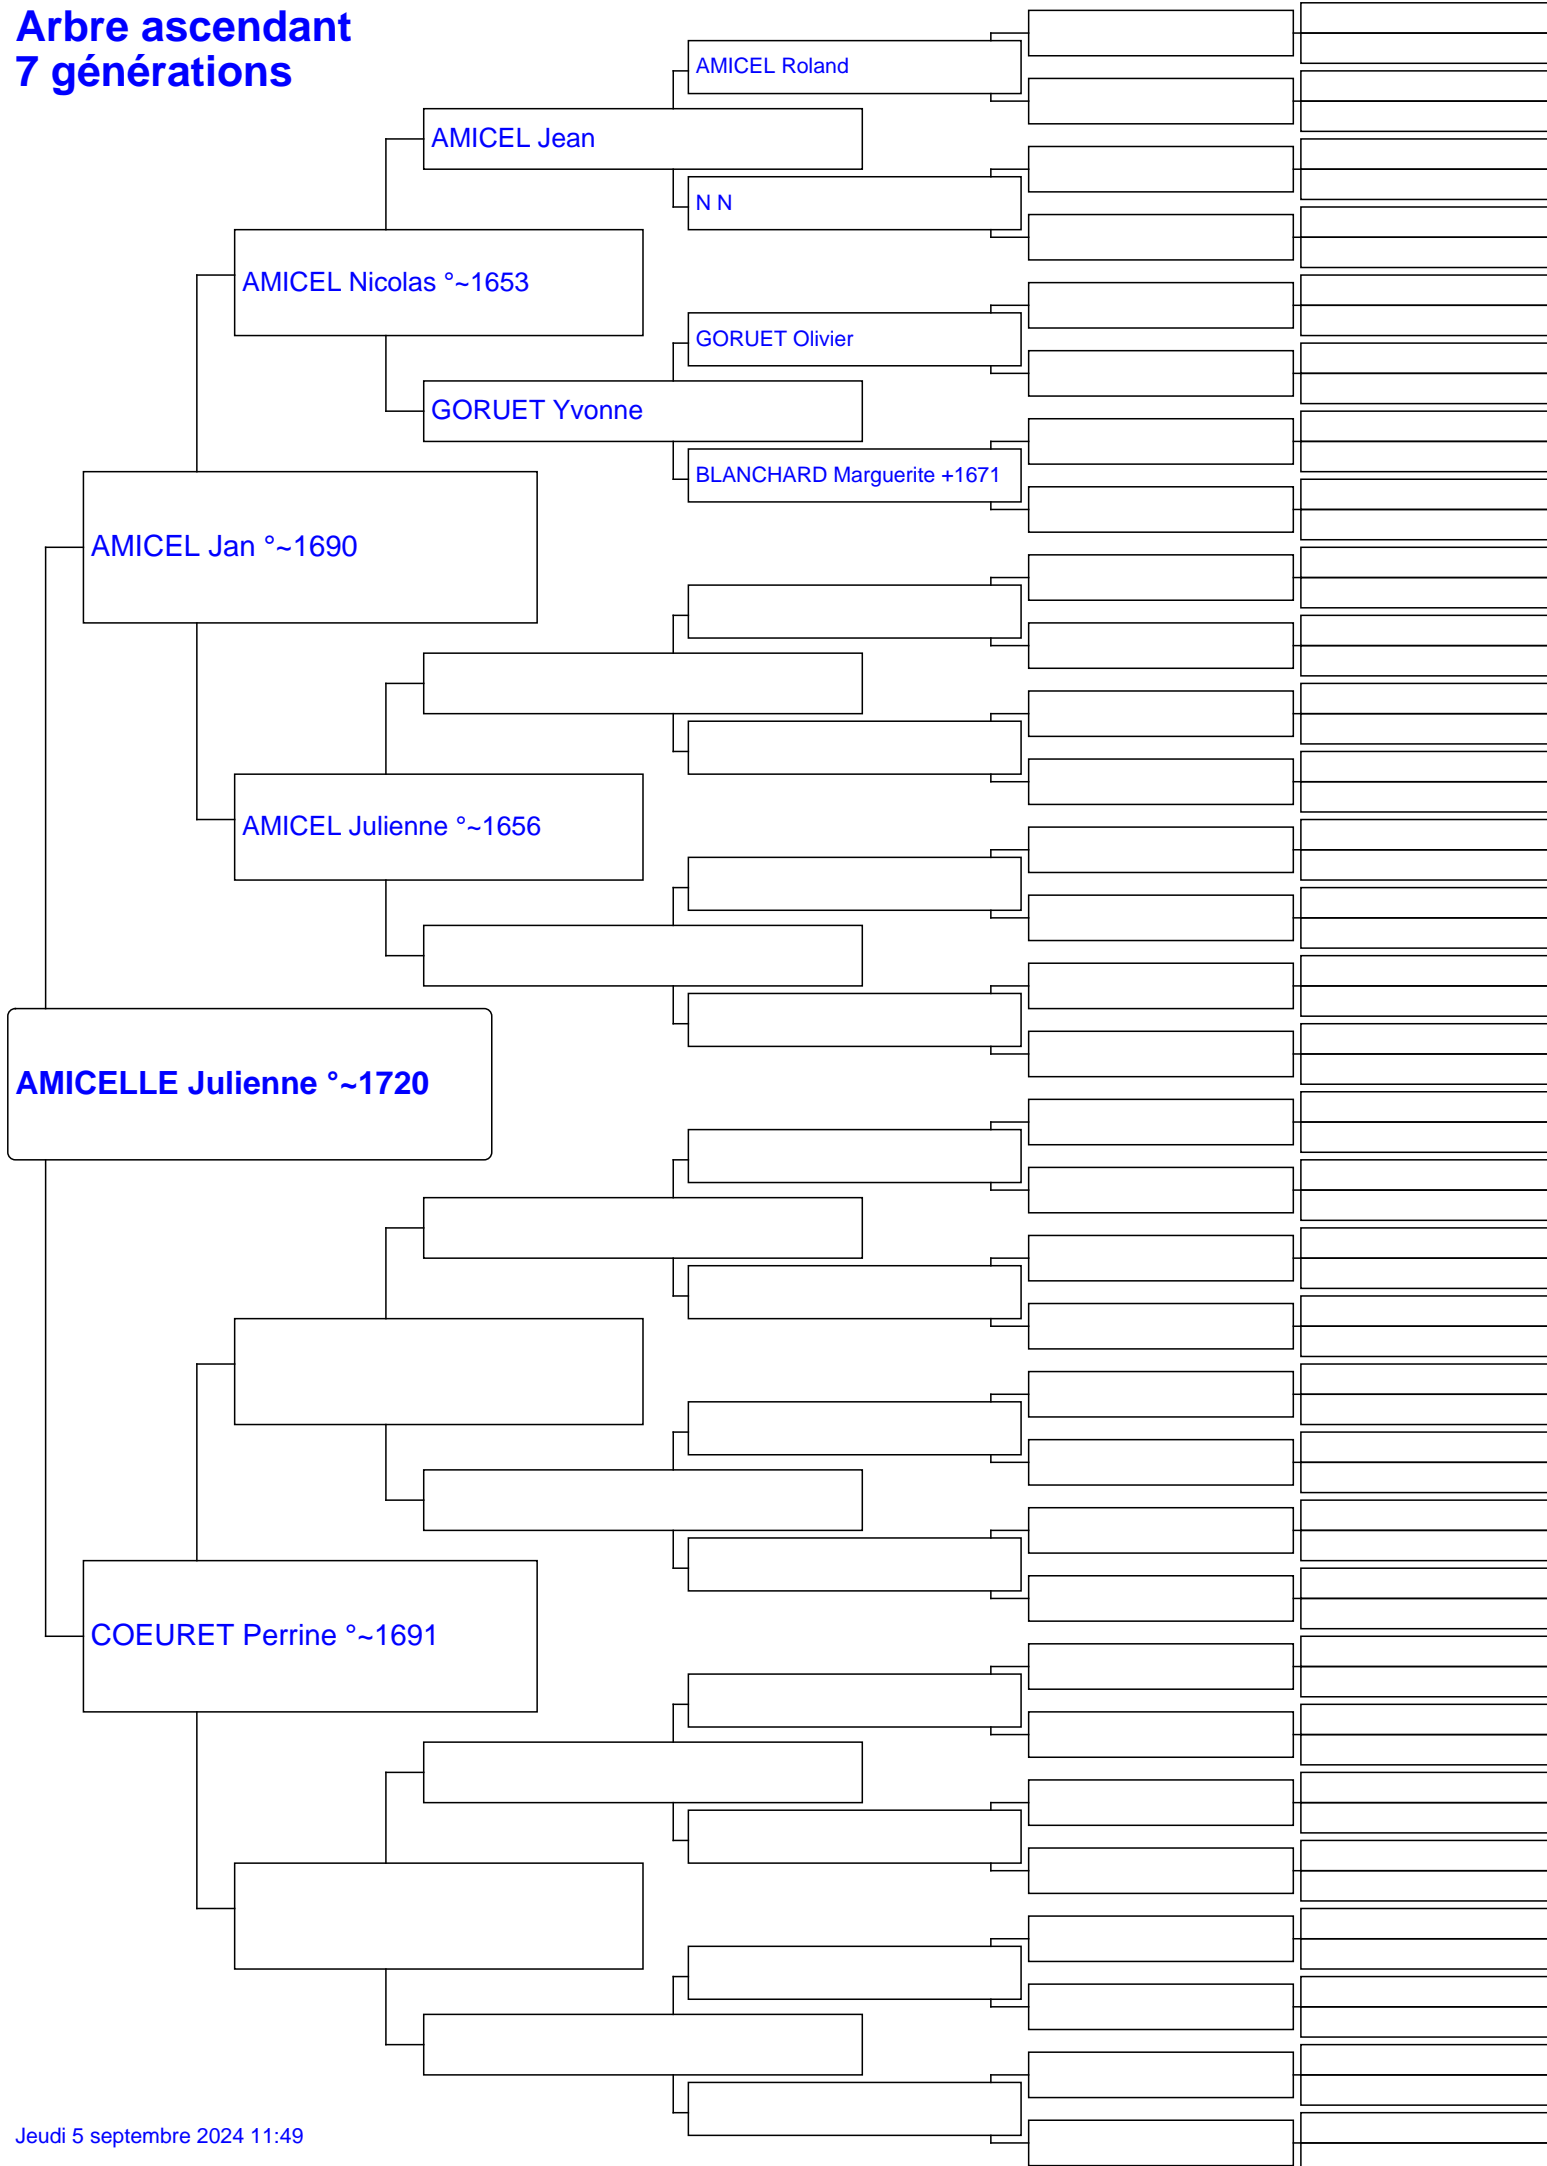 Arbre ascendant
7 générations
AMICEL Roland
AMICEL Jean
N N
AMICEL Nicolas °~1653
GORUET Olivier
GORUET Yvonne
BLANCHARD Marguerite +1671
AMICEL Jan °~1690
AMICEL Julienne °~1656
AMICELLE Julienne °~1720
COEURET Perrine °~1691
Jeudi 5 septembre 2024 11:49